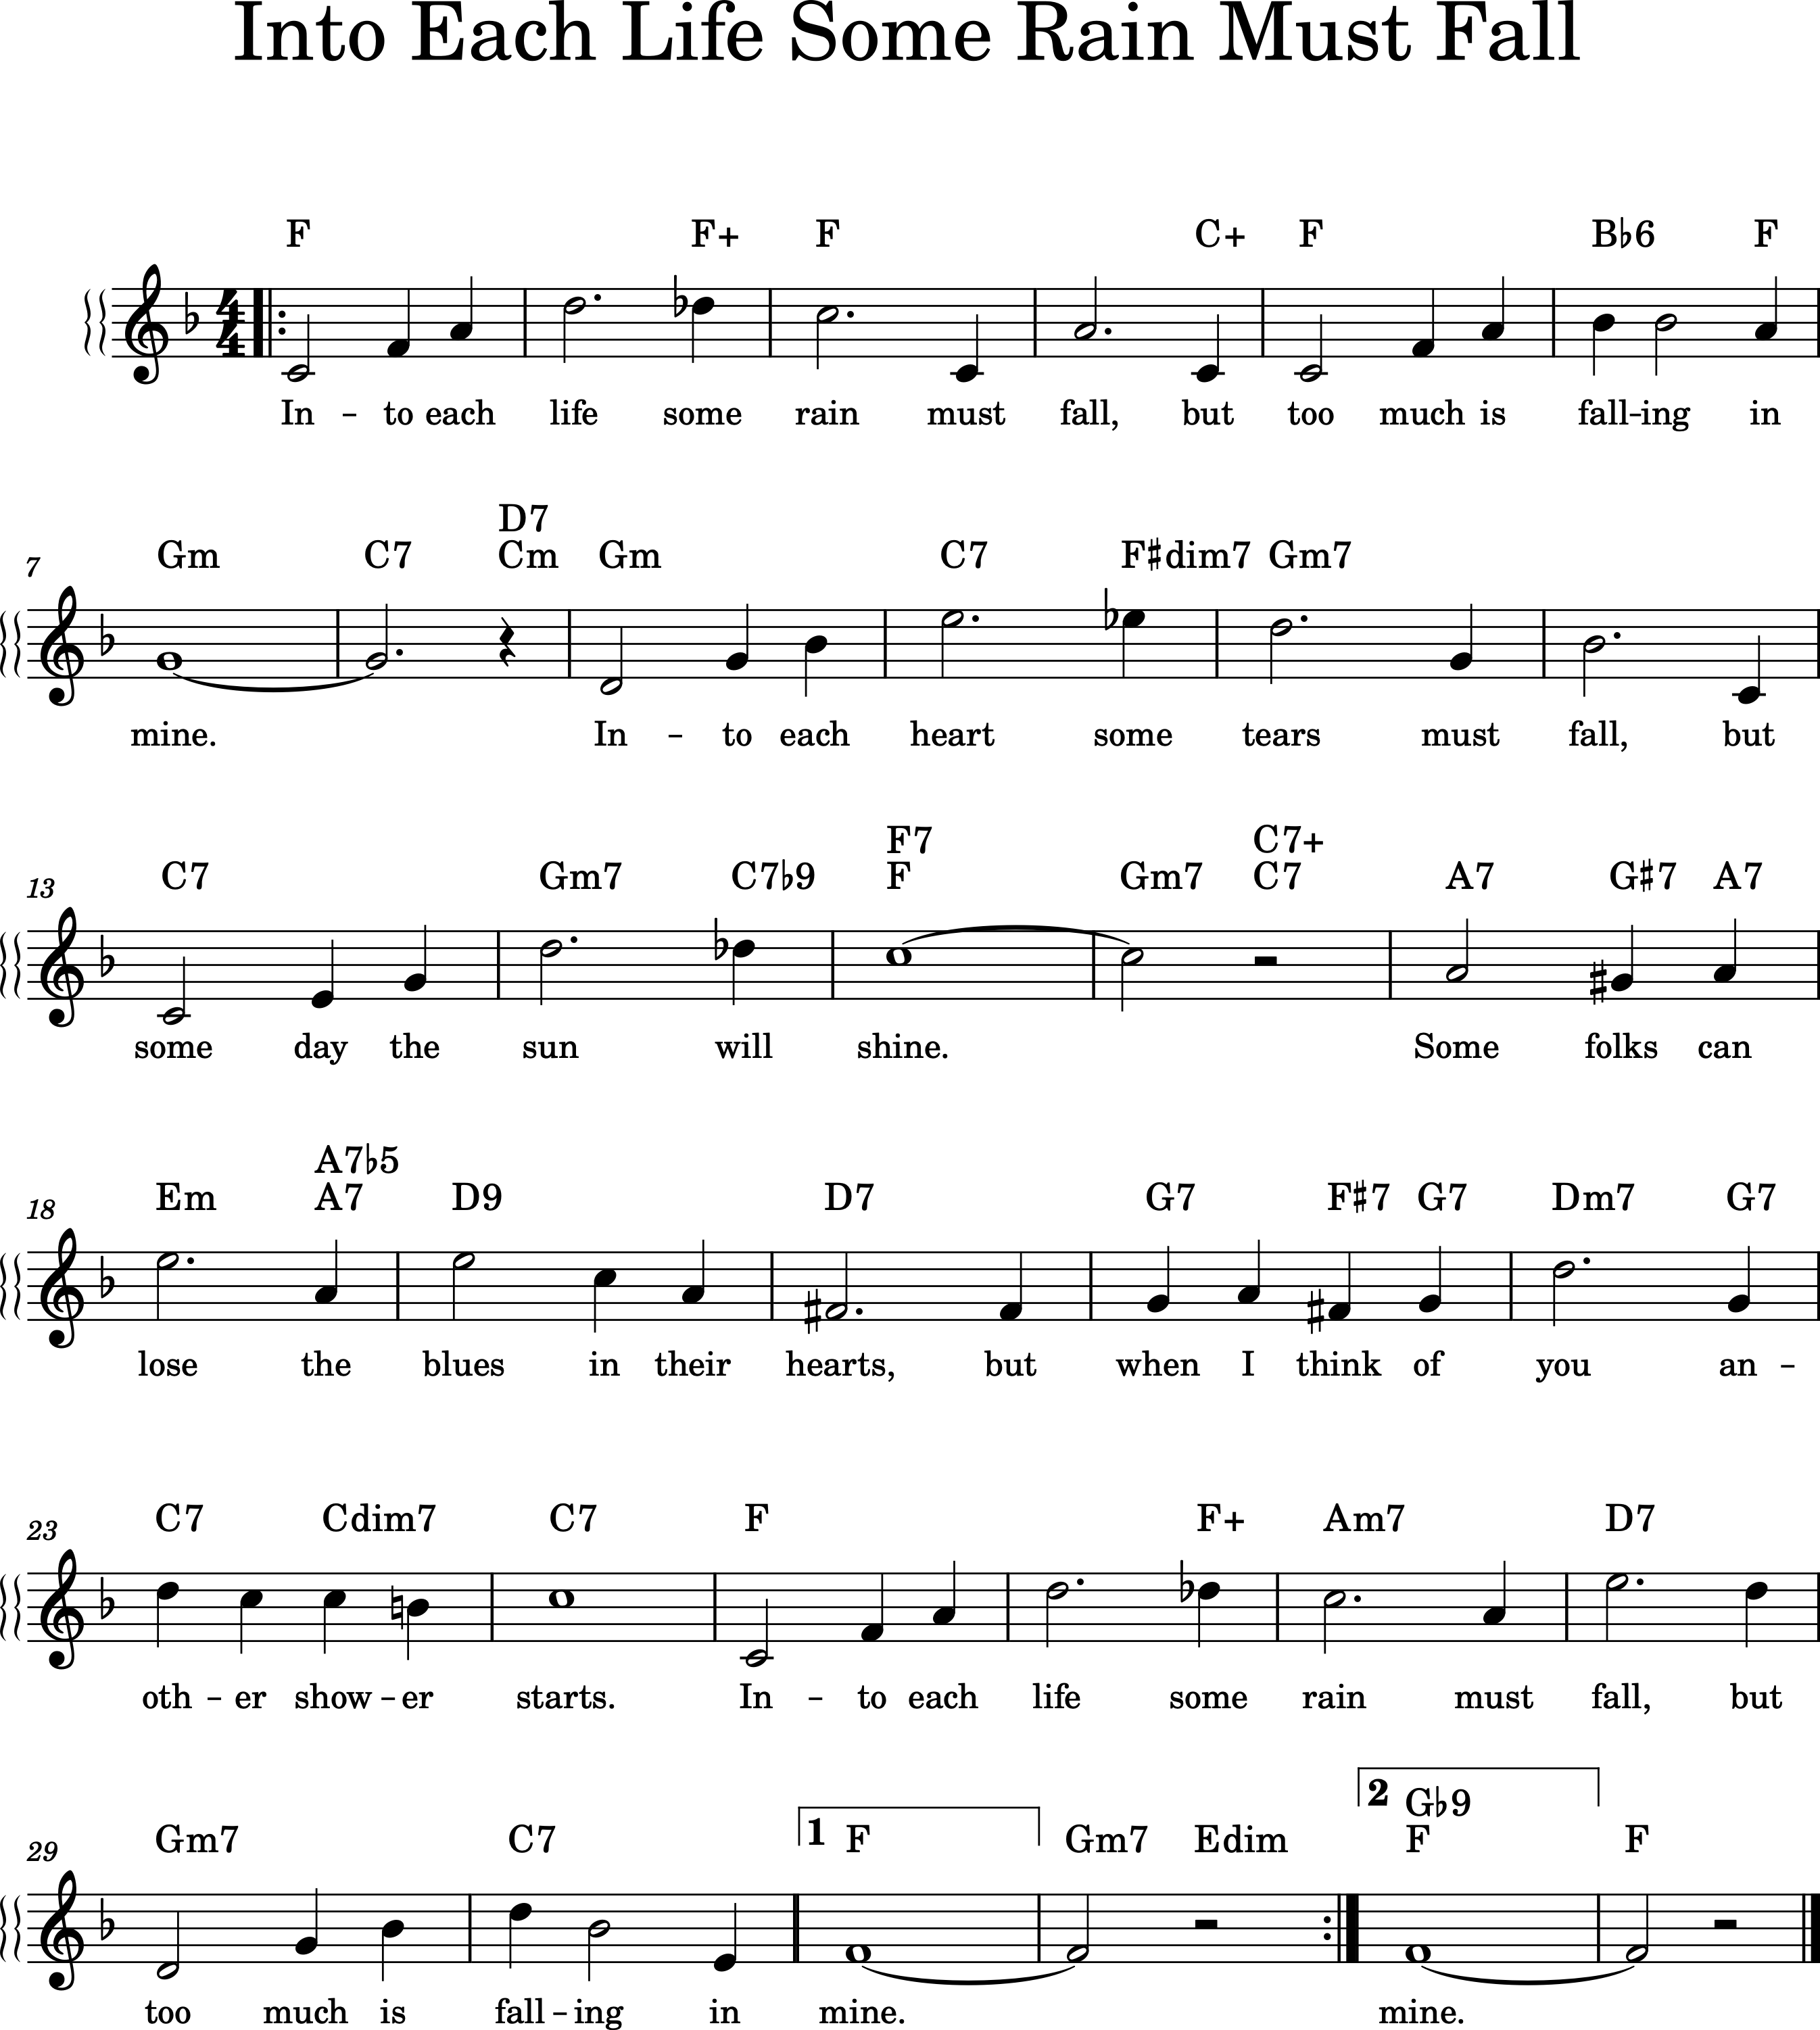 Into Each Life Some Rain Must Fall
F F+ F C+ F B♭6 F
4
4
In - to each life some rain must fall, but too much is fall-ing in
D7
7 Gm C7 Cm Gm C7 F♯dim7 Gm7
mine. In - to each heart some tears must fall, but
F7 C7+
13 C7 Gm7 C7♭9 F Gm7 C7 A7 G♯7 A7
some day the sun will shine. Some folks can
A7♭5
18 Em A7 D9 D7 G7 F♯7 G7 Dm7 G7
lose the blues in their hearts, but when I think of you an -
23 C7 Cdim7 C7 F F+ Am7 D7
oth - er show - er starts. In - to each life some rain must fall, but
2 G♭9
29 Gm7 C7 1 F Gm7 Edim F F
too much is fall - ing in mine. mine.